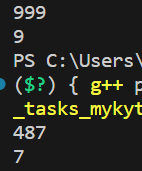 999
9
PS C:\Users\
($?) { g++ p
_tasks_mykyt
487
7